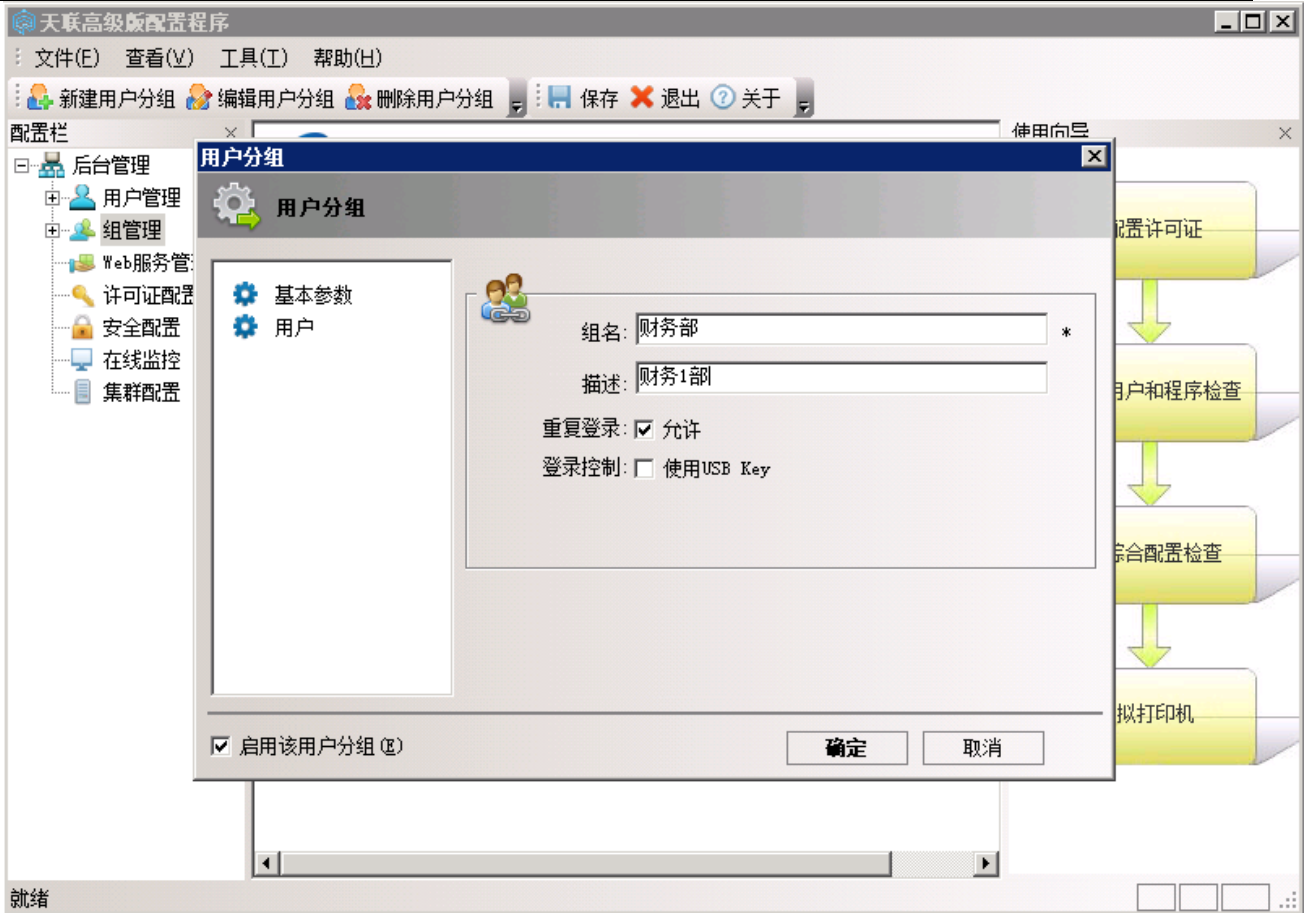 天联高级版配置程序
文件(F) 查看(V) 工具(T) 帮助(H)
新建用户分组 编辑用户分组 删除用户分组 保存 退出 关于
配置栏
使用向导
后台管理
用户管理
组管理
Web服务管
许可证配置
安全配置
在线监控
集群配置
用户分组
用户分组
基本参数
用户
组名: 财务部 *
描述: 财务1部
重复登录: 允许
登录控制: 使用USB Key
启用该用户分组(E)
确定 取消
配置许可证
用户和程序检查
综合配置检查
拟打印机
就绪